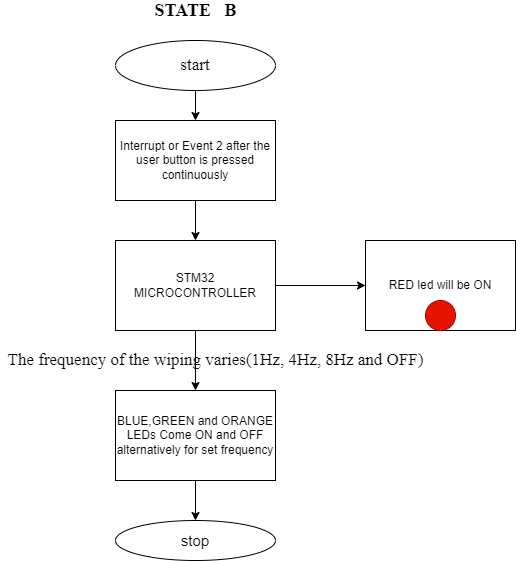 STATE B
start
Interrupt or Event 2 after the
user button is pressed
continuously
STM32
MICROCONTROLLER
RED led will be ON
The frequency of the wiping varies(1Hz, 4Hz, 8Hz and OFF)
BLUE,GREEN and ORANGE
LEDs Come ON and OFF
alternatively for set frequency
stop